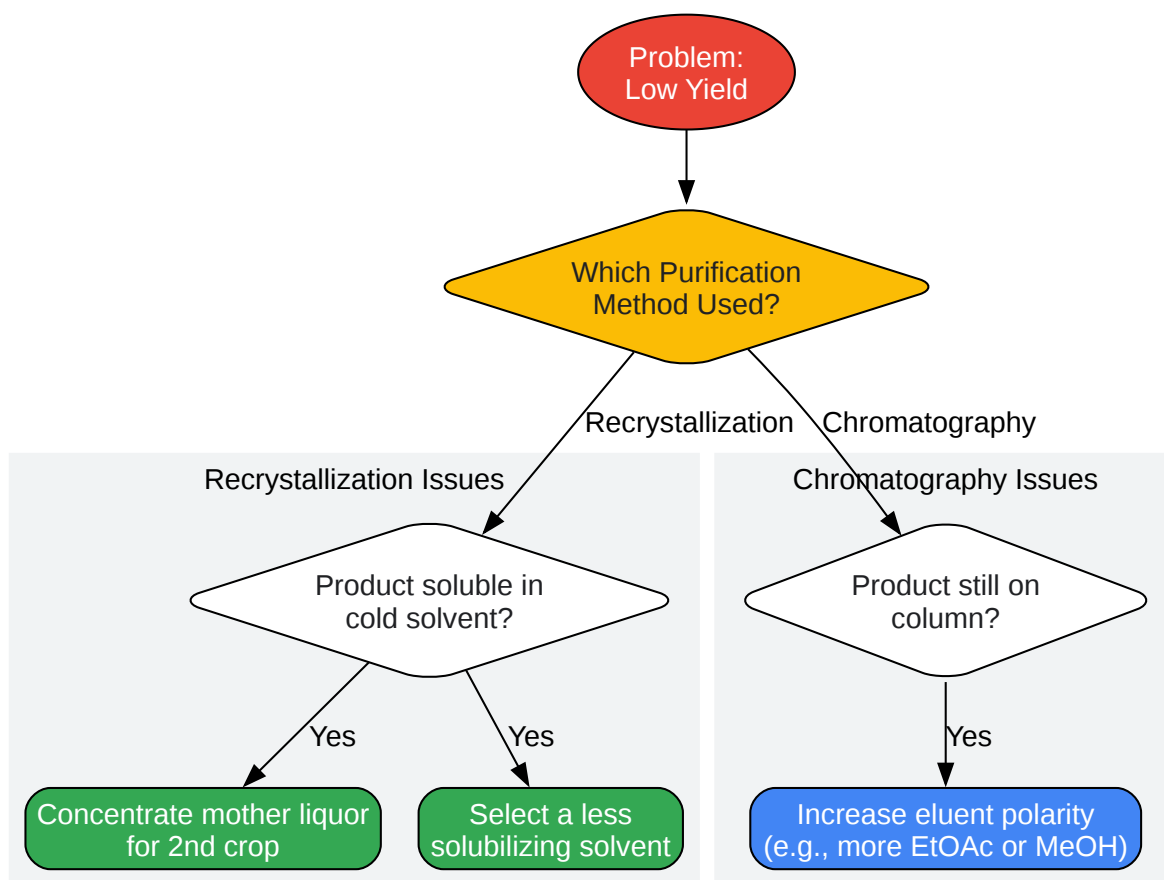 Problem:
Low Yield
Which Purification
Method Used?
Recrystallization
Chromatography
Recrystallization Issues
Chromatography Issues
Product soluble in
cold solvent?
Product still on
column?
Yes
Yes
Yes
Concentrate mother liquor
for 2nd crop
Select a less
solubilizing solvent
Increase eluent polarity
(e.g., more EtOAc or MeOH)